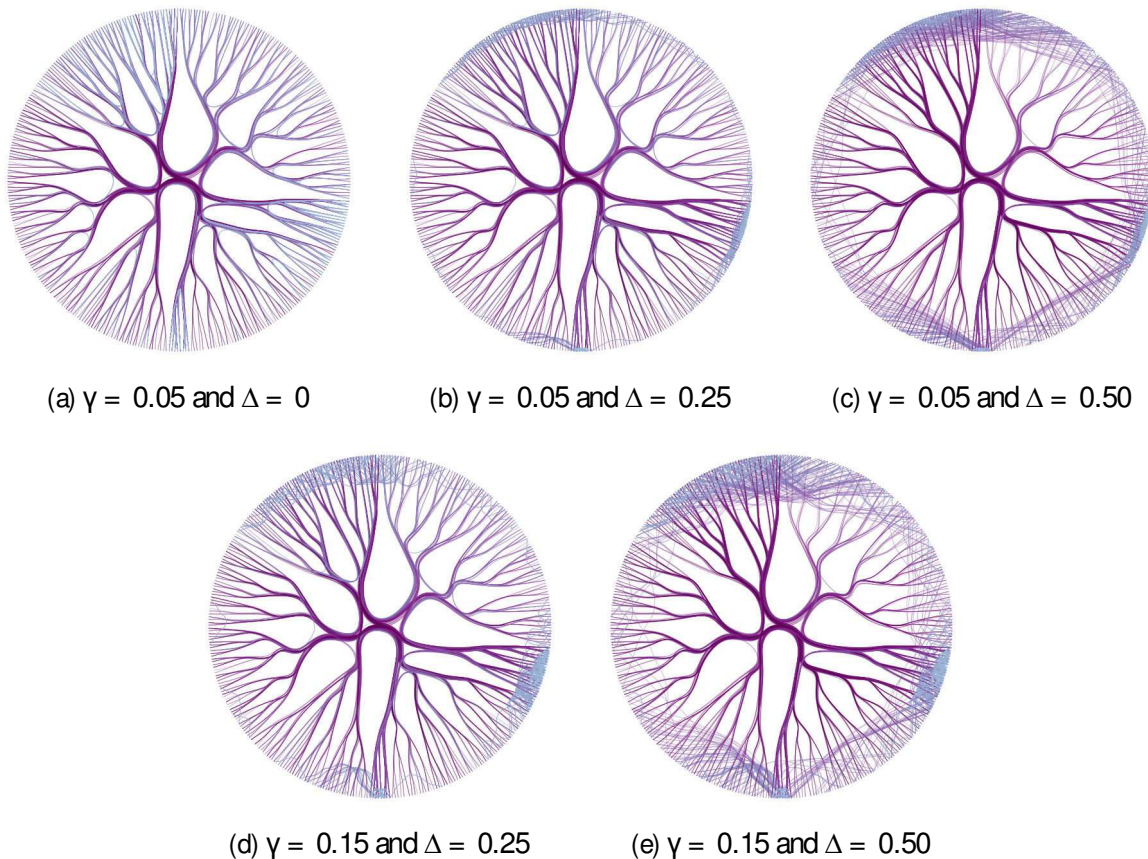 (a) γ = 0.05 and Δ = 0
(b) γ = 0.05 and Δ = 0.25
(c) γ = 0.05 and Δ = 0.50
(d) γ = 0.15 and Δ = 0.25
(e) γ = 0.15 and Δ = 0.50